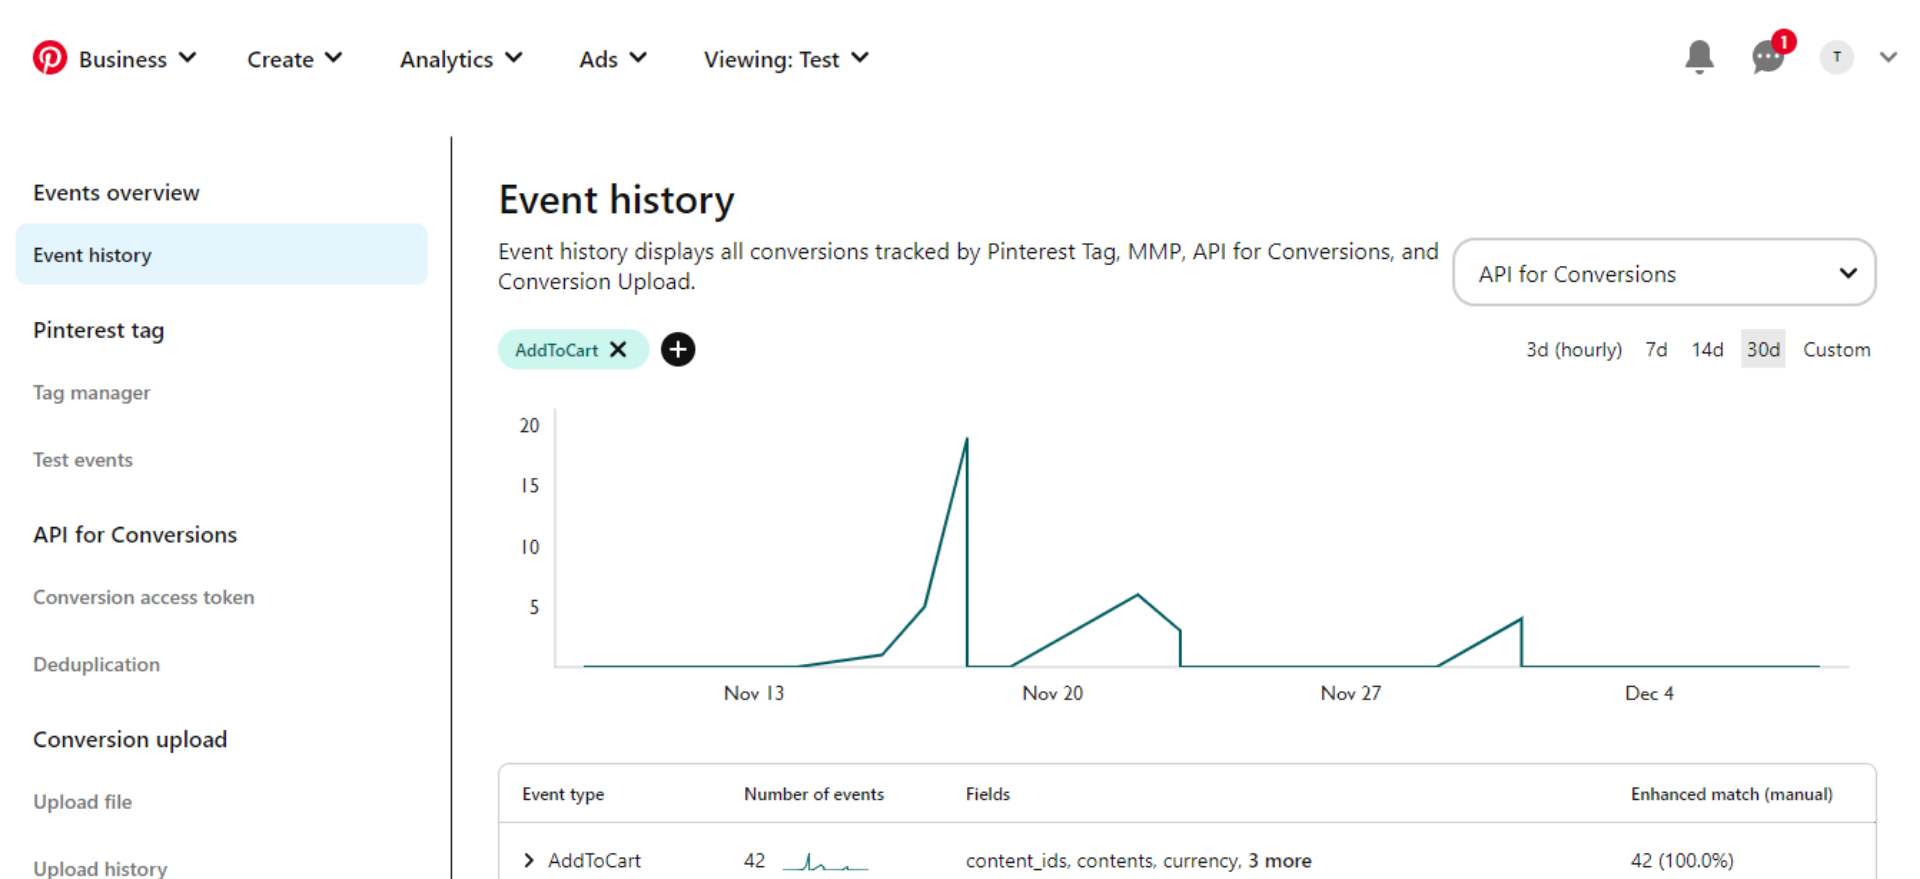 Business Create Analytics Ads Viewing: Test 1 T
Events overview
Event history
Pinterest tag
Tag manager
Test events
API for Conversions
Conversion access token
Deduplication
Conversion upload
Upload file
Upload history
Event history
Event history displays all conversions tracked by Pinterest Tag, MMP, API for Conversions, and
Conversion Upload.
API for Conversions
AddToCart
3d (hourly) 7d 14d 30d Custom
20
15
10
5
Nov 13 Nov 20 Nov 27 Dec 4
Event type Number of events Fields Enhanced match (manual)
AddToCart 42 content_ids, contents, currency, 3 more 42 (100.0%)